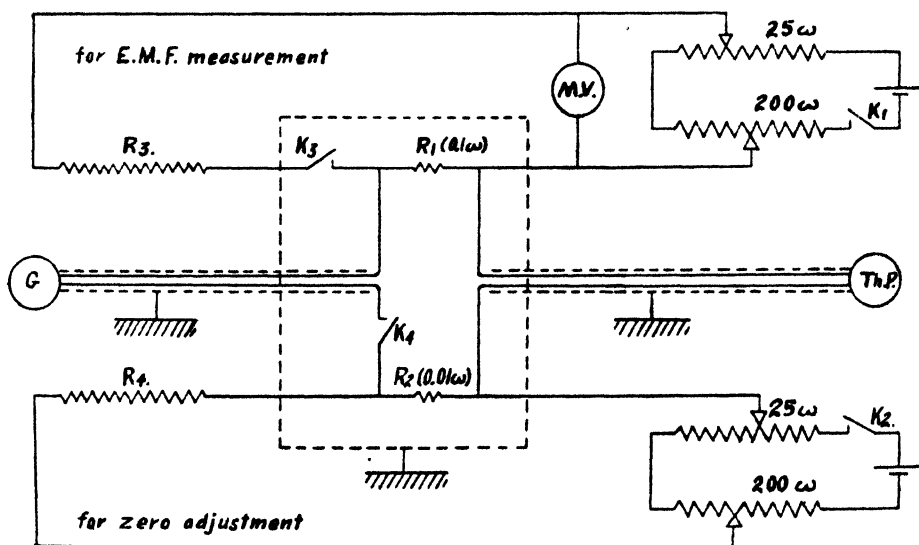 for E.M.F. measurement
25ω
M.V.
200ω
K1
R3.
K3
R1 (0.1ω)
G
Th.P.
K4
R4.
R2 (0.01ω)
25ω
K2.
200ω
for zero adjustment